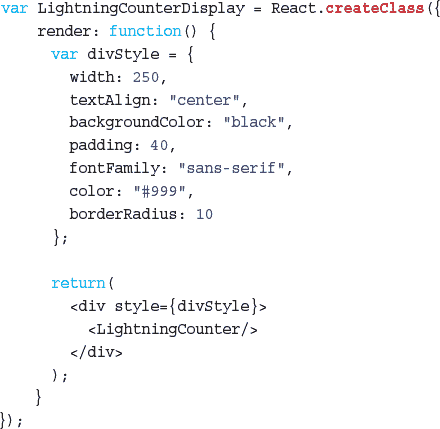 var LightningCounterDisplay = React.createClass({
    render: function() {
      var divStyle = {
        width: 250,
        textAlign: "center",
        backgroundColor: "black",
        padding: 40,
        fontFamily: "sans-serif",
        color: "#999",
        borderRadius: 10
      };

      return(
        <div style={divStyle}>
          <LightningCounter/>
        </div>
      );
    }
});